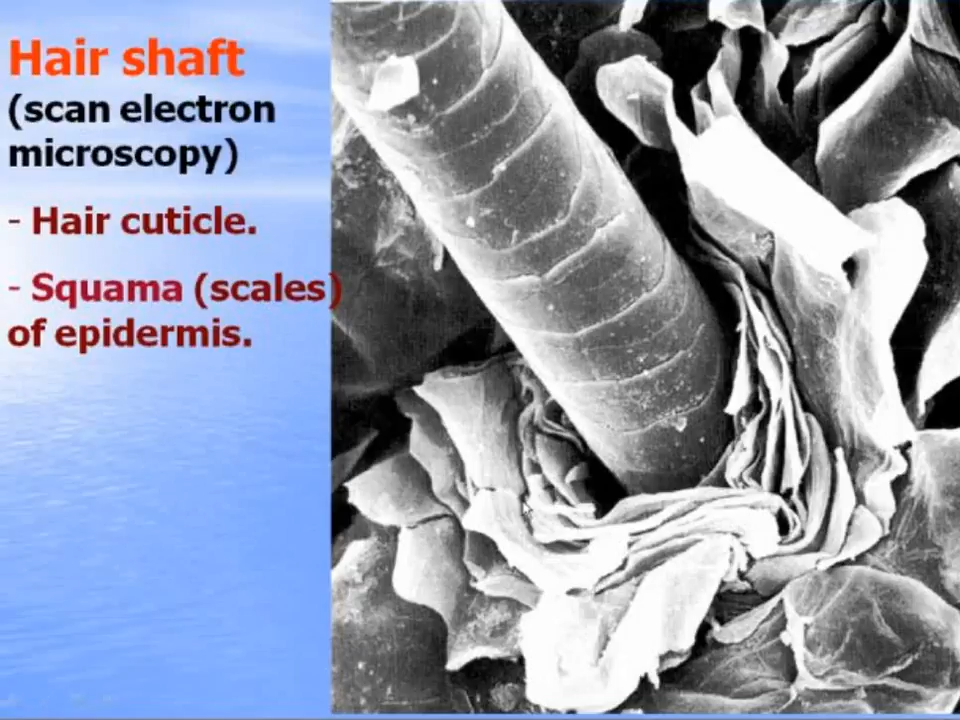 Hair shaft
(scan electron
microscopy)
- Hair cuticle.
- Squama (scales)
of epidermis.